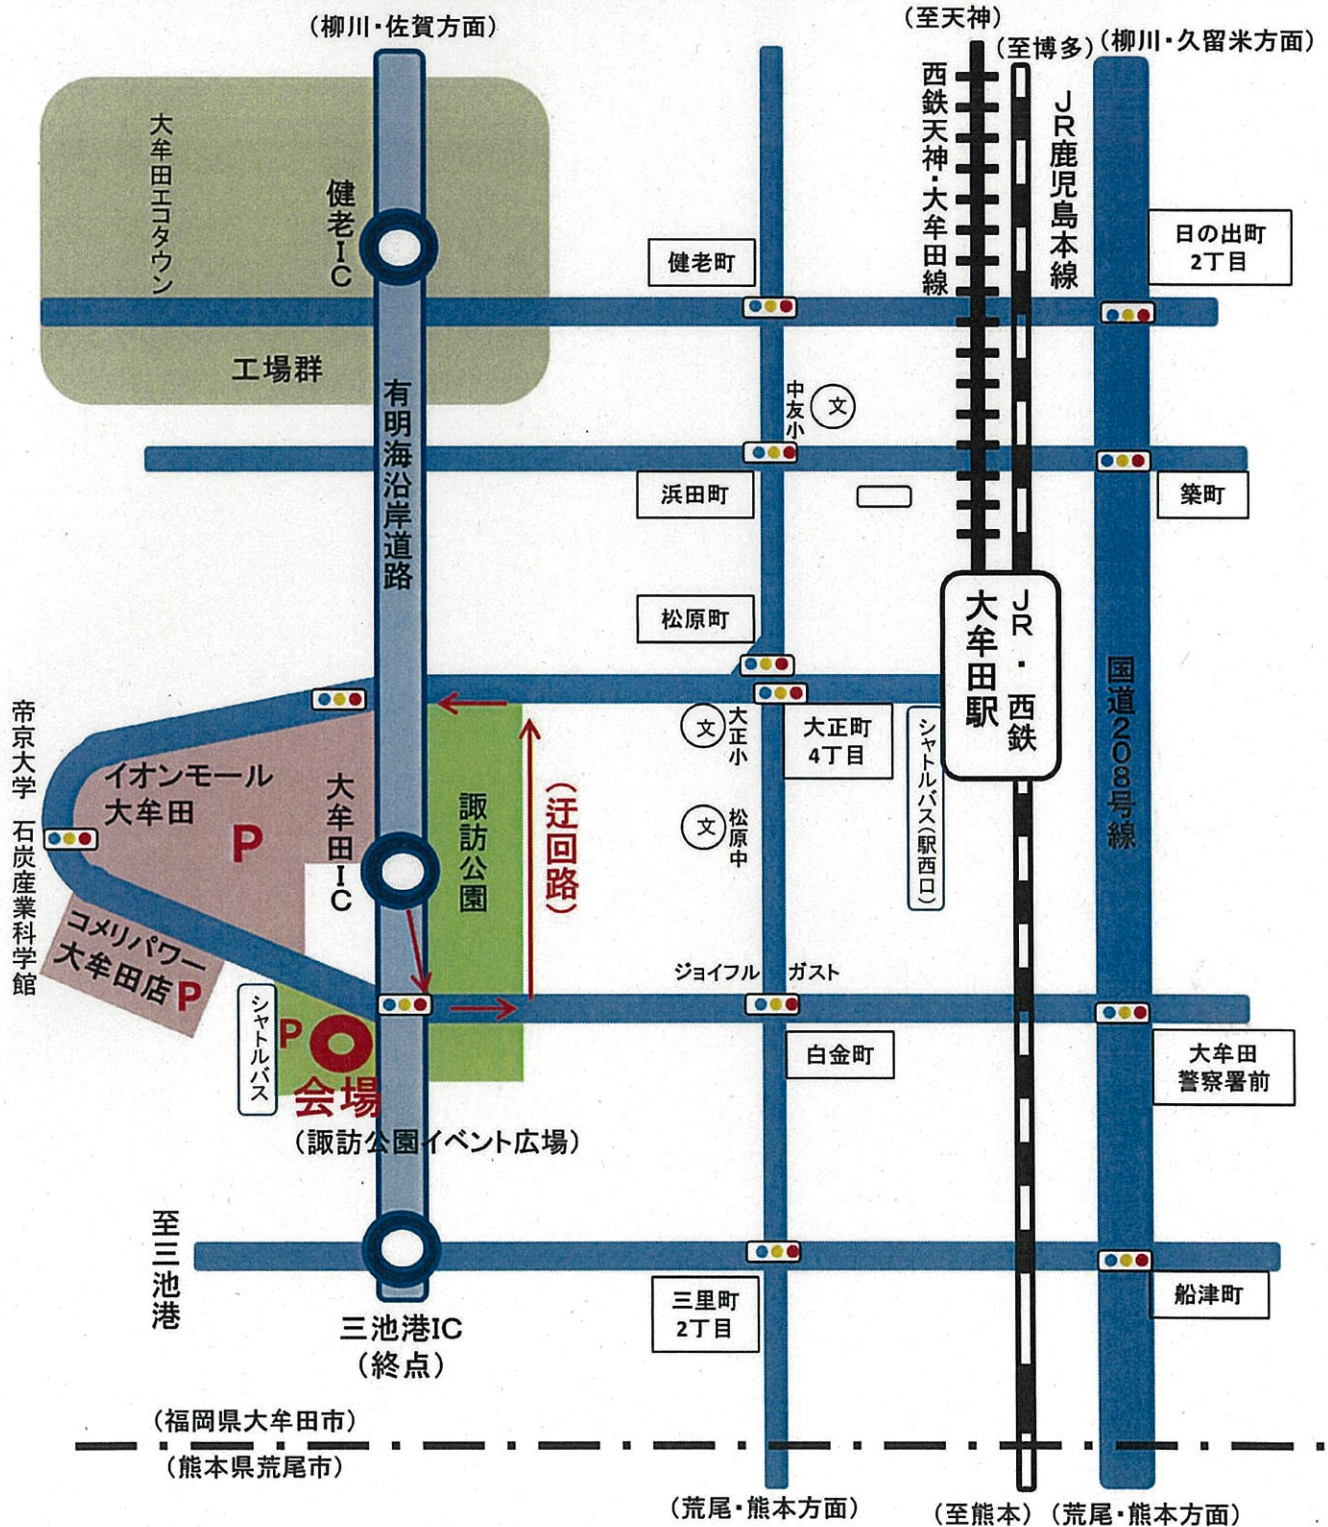 (柳川・佐賀方面)
(至天神)
(至博多)
(柳川・久留米方面)
西鉄天神・大牟田線
JR鹿児島本線
大牟田エコタウン
健老IC
健老町
日の出町
2丁目
工場群
有明海沿岸道路
中友小
文
浜田町
築町
松原町
JR・西鉄
大牟田駅
国道208号線
帝京大学 石炭産業科学館
イオンモール
大牟田
P
大牟田IC
諏訪公園
(迂回路)
文
大正小
大正町
4丁目
シャトルバス(駅西口)
文
松原中
コメリパワー
大牟田店
P
ジョイフル
ガスト
シャトルバス
P
会場
(諏訪公園イベント広場)
白金町
大牟田
警察署前
至三池港
三池港IC
(終点)
三里町
2丁目
船津町
(福岡県大牟田市)
(熊本県荒尾市)
(荒尾・熊本方面)
(至熊本)
(荒尾・熊本方面)